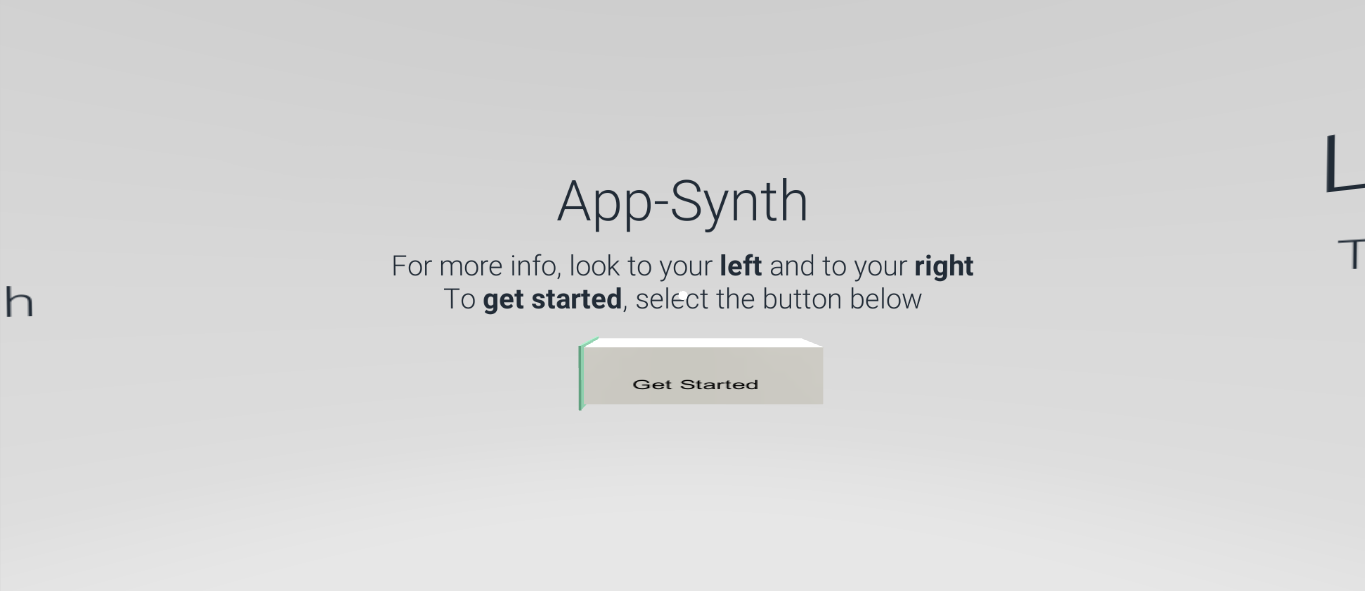 App-Synth
For more info, look to your left and to your right
To get started, select the button below
Get Started
h
L
T